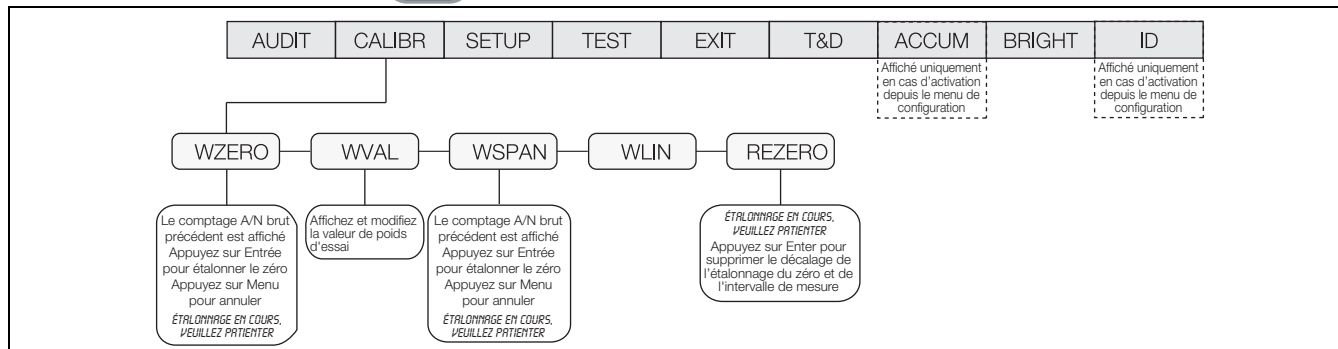 AUDIT CALIBR SETUP TEST EXIT T&D ACCUM BRIGHT ID
Affiché uniquement
en cas d'activation
depuis le menu de
configuration
Affiché uniquement
en cas d'activation
depuis le menu de
configuration
WZERO WVAL WSPAN WLIN REZERO
Le comptage A/N brut
précédent est affiché
Appuyez sur Entrée
pour étalonner le zéro
Appuyez sur Menu
pour annuler
ÉTALONNAGE EN COURS,
VEUILLEZ PATIENTER
Affichez et modifiez
la valeur de poids
d'essai
Le comptage A/N brut
précédent est affiché
Appuyez sur Entrée
pour étalonner le zéro
Appuyez sur Menu
pour annuler
ÉTALONNAGE EN COURS,
VEUILLEZ PATIENTER
ÉTALONNAGE EN COURS,
VEUILLEZ PATIENTER
Appuyez sur Enter pour
supprimer le décalage de
l'étalonnage du zéro et de
l'intervalle de mesure